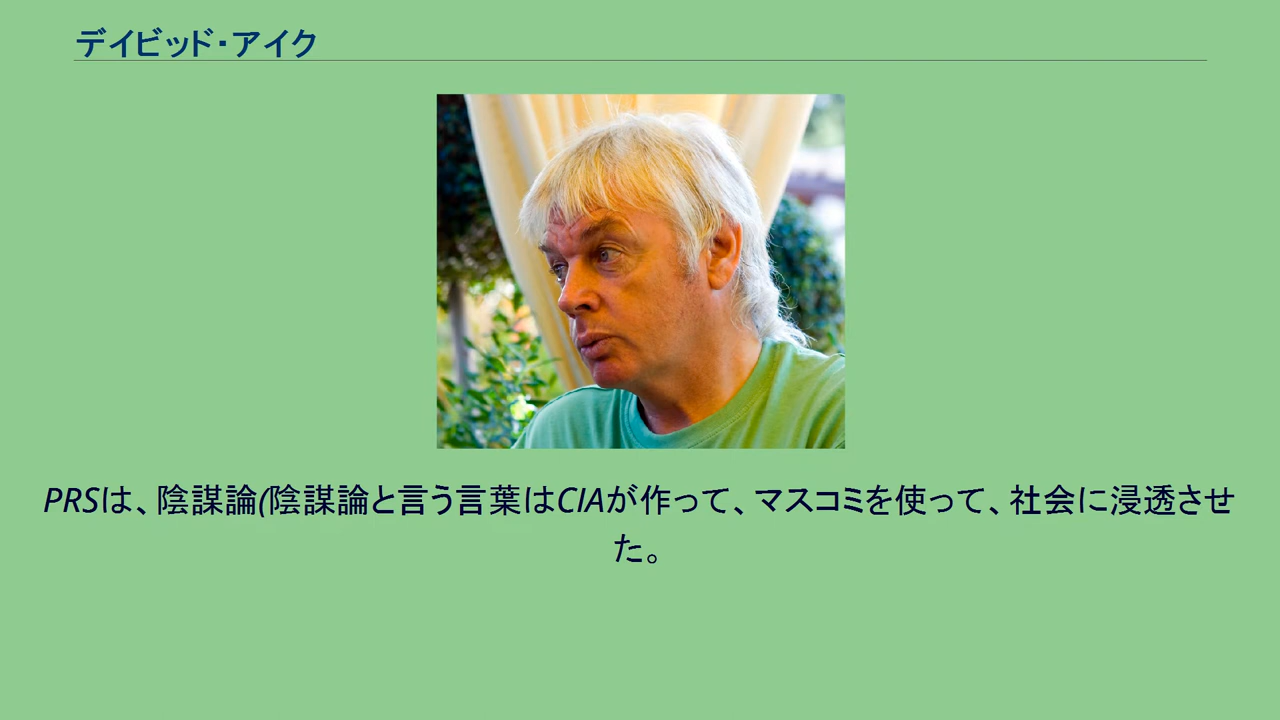 デイビッド・アイク
PRSは、陰謀論(陰謀論と言う言葉はCIAが作って、マスコミを使って、社会に浸透させ
た。